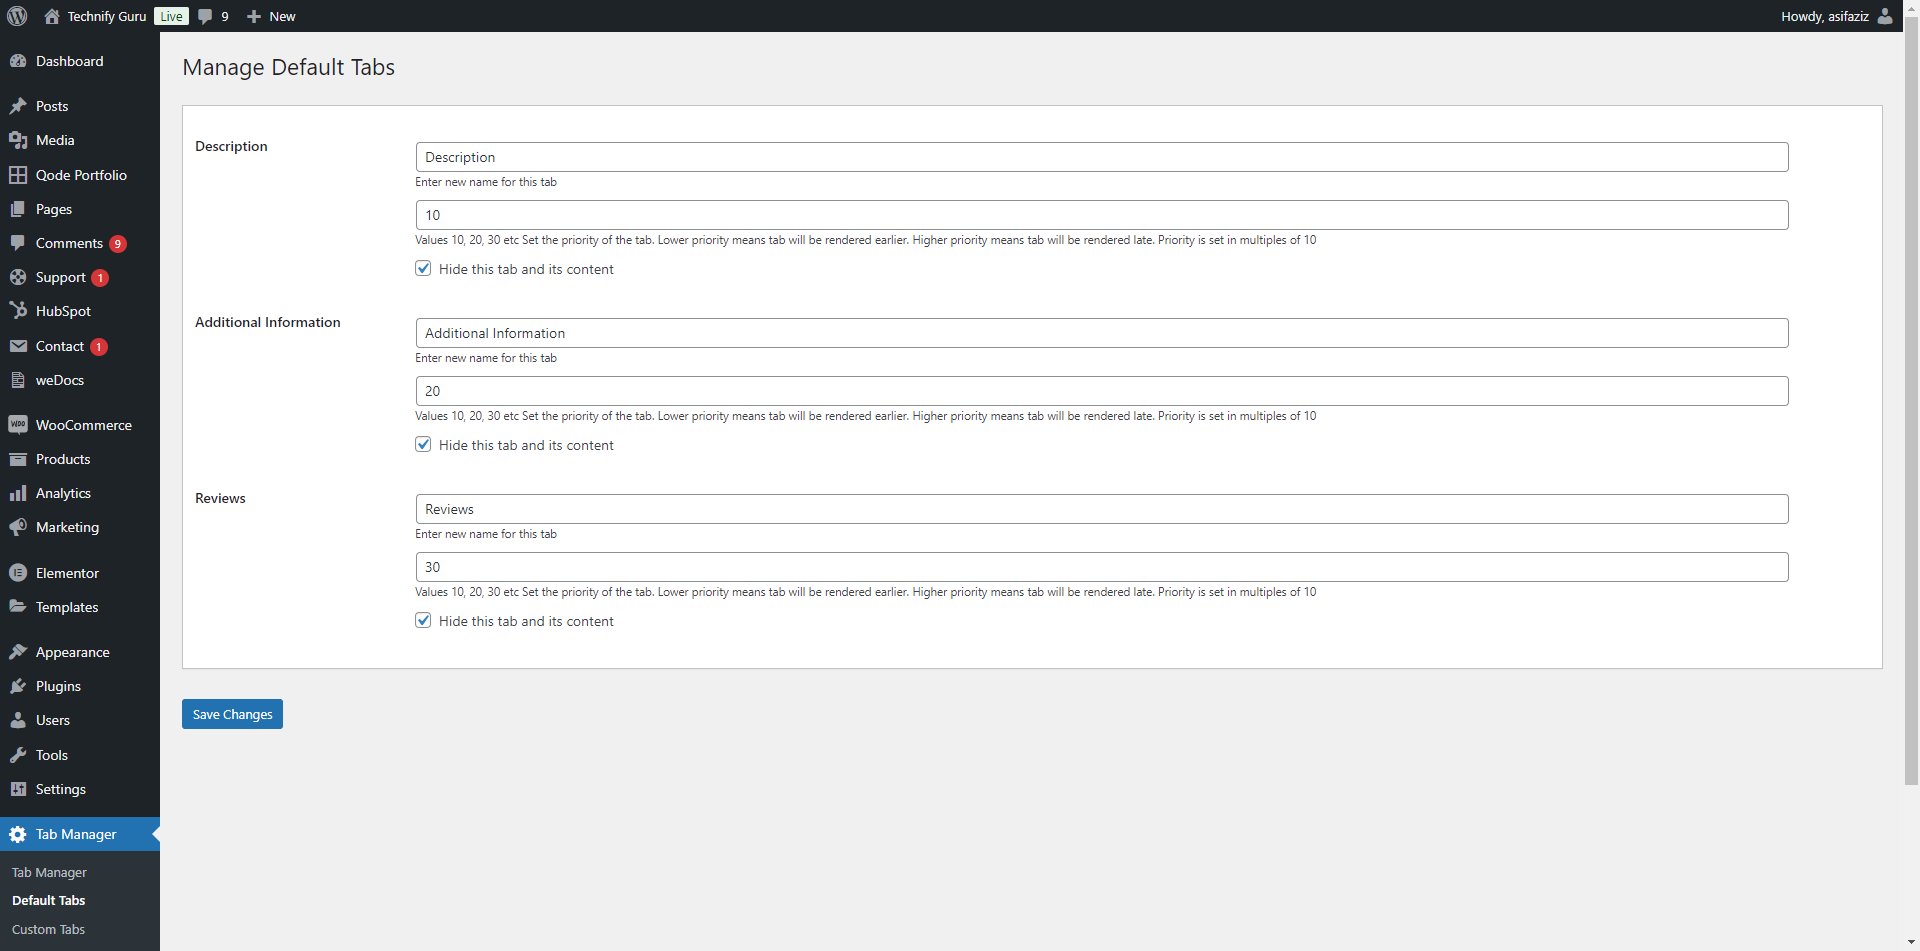 Technify Guru Live 9 New
Howdy, asifaziz
Dashboard
Posts
Media
Qode Portfolio
Pages
Comments 9
Support 1
HubSpot
Contact 1
weDocs
WOO WooCommerce
Products
Analytics
Marketing
Elementor
Templates
Appearance
Plugins
Users
Tools
Settings
Tab Manager
Tab Manager
Default Tabs
Custom Tabs
Manage Default Tabs
Description
Description
Enter new name for this tab
10
Values 10, 20, 30 etc Set the priority of the tab. Lower priority means tab will be rendered earlier. Higher priority means tab will be rendered late. Priority is set in multiples of 10
Hide this tab and its content
Additional Information
Additional Information
Enter new name for this tab
20
Values 10, 20, 30 etc Set the priority of the tab. Lower priority means tab will be rendered earlier. Higher priority means tab will be rendered late. Priority is set in multiples of 10
Hide this tab and its content
Reviews
Reviews
Enter new name for this tab
30
Values 10, 20, 30 etc Set the priority of the tab. Lower priority means tab will be rendered earlier. Higher priority means tab will be rendered late. Priority is set in multiples of 10
Hide this tab and its content
Save Changes